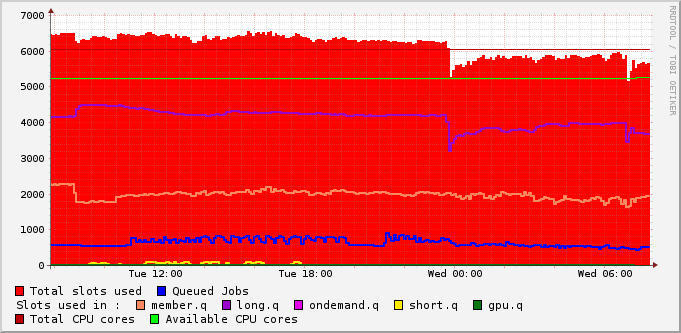 7000
6000
5000
4000
3000
2000
1000
0
Tue 12:00 Tue 18:00 Wed 00:00 Wed 06:00
Total slots used Queued Jobs
Slots used in : member.q long.q ondemand.q short.q gpu.q
Total CPU cores Available CPU cores
RRDTOOL / TOBI OETIKER